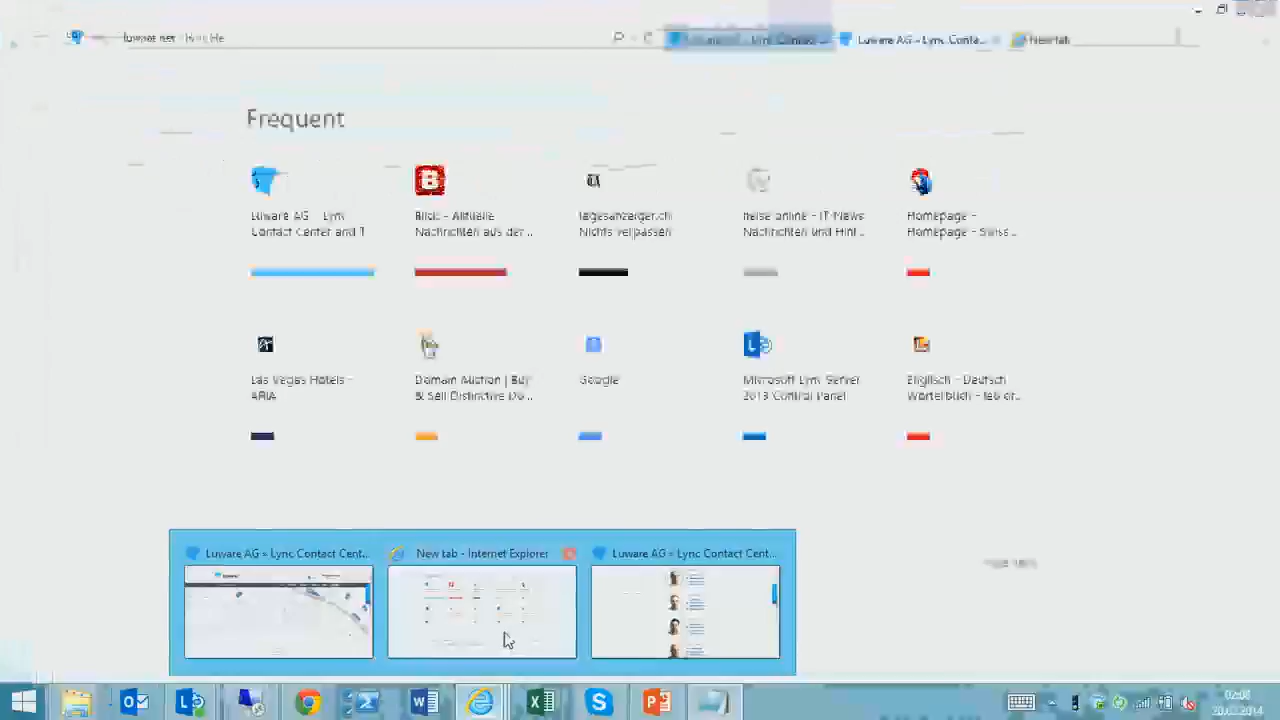 Luware AG - Lync Conta...
New tab
Frequent
Luware AG - Lync
Contact Center and T
Blick - Aktuelle
Nachrichten aus der...
tagesanzeiger.ch
Nichts verpassen
heise online - IT-News
Nachrichten und Hint...
Homepage -
Homepage - Swiss...
Las Vegas Hotels -
ARIA
Domain Auction | Buy
& Sell Distinctive Do...
Google
Microsoft Lync Server
2013 Control Panel
Englisch - Deutsch
Wörterbuch - leo.or...
Luware AG » Lync Contact Cent...
New tab - Internet Explorer
Luware AG » Lync Contact Cent...
02:08